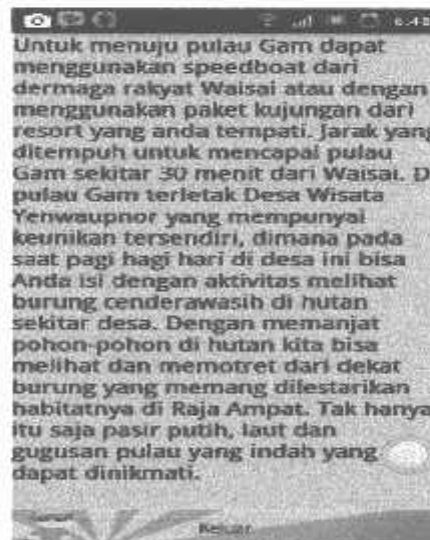 6:48
Untuk menuju pulau Gam dapat
menggunakan speedboat dari
dermaga rakyat Waisai atau dengan
menggunakan paket kujungan dari
resort yang anda tempati. Jarak yang
ditempuh untuk mencapai pulau
Gam sekitar 30 menit dari Waisai. D
pulau Gam terletak Desa Wisata
Yenwaupnor yang mempunyai
keunikan tersendiri, dimana pada
saat pagi hagi hari di desa ini bisa
Anda isi dengan aktivitas melihat
burung cenderawasih di hutan
sekitar desa. Dengan memanjat
pohon-pohon di hutan kita bisa
melihat dan memotret dari dekat
burung yang memang dilestarikan
habitatnya di Raja Ampat. Tak hanya
itu saja pasir putih, laut dan
gugusan pulau yang indah yang
dapat dinikmati.
Keluar